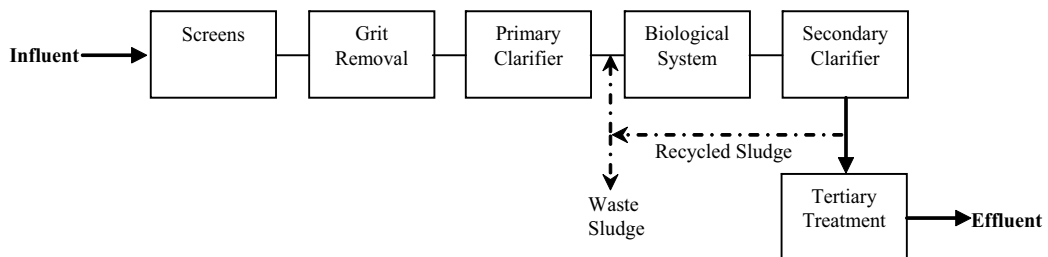 Influent
Screens
Grit
Removal
Primary
Clarifier
Biological
System
Secondary
Clarifier
Recycled Sludge
Waste
Sludge
Tertiary
Treatment
Effluent